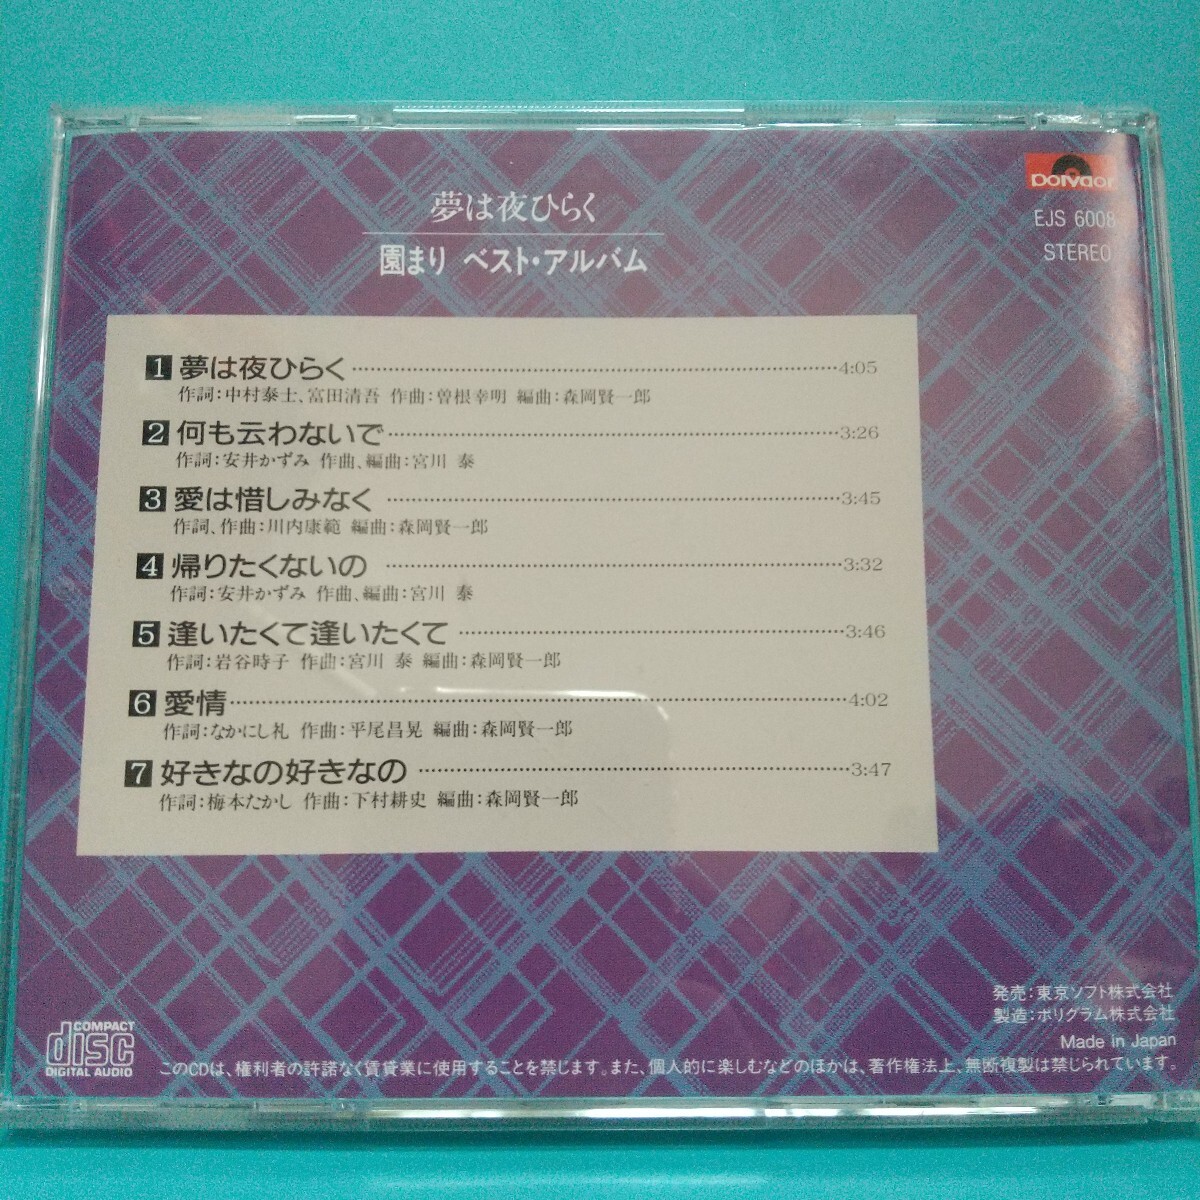 夢は夜ひらく
園まり ベスト・アルバム
Polydor
EJS 6008
STEREO
1 夢は夜ひらく 4:05
作詞:中村泰士、富田清吾 作曲:曽根幸明 編曲:森岡賢一郎
2 何も云わないで 3:26
作詞:安井かずみ 作曲、編曲:宮川 泰
3 愛は惜しみなく 3:45
作詞、作曲:川内康範 編曲:森岡賢一郎
4 帰りたくないの 3:32
作詞:安井かずみ 作曲、編曲:宮川 泰
5 逢いたくて逢いたくて 3:46
作詞:岩谷時子 作曲:宮川 泰 編曲:森岡賢一郎
6 愛情 4:02
作詞:なかにし礼 作曲:平尾昌晃 編曲:森岡賢一郎
7 好きなの好きなの 3:47
作詞:梅本たかし 作曲:下村耕史 編曲:森岡賢一郎
発売:東京ソフト株式会社
製造:ポリグラム株式会社
Made in Japan
COMPACT
disc
DIGITAL AUDIO
このCDは、権利者の許諾なく賃貸業に使用することを禁じます。また、個人的に楽しむなどのほかは、著作権法上、無断複製は禁じられています。